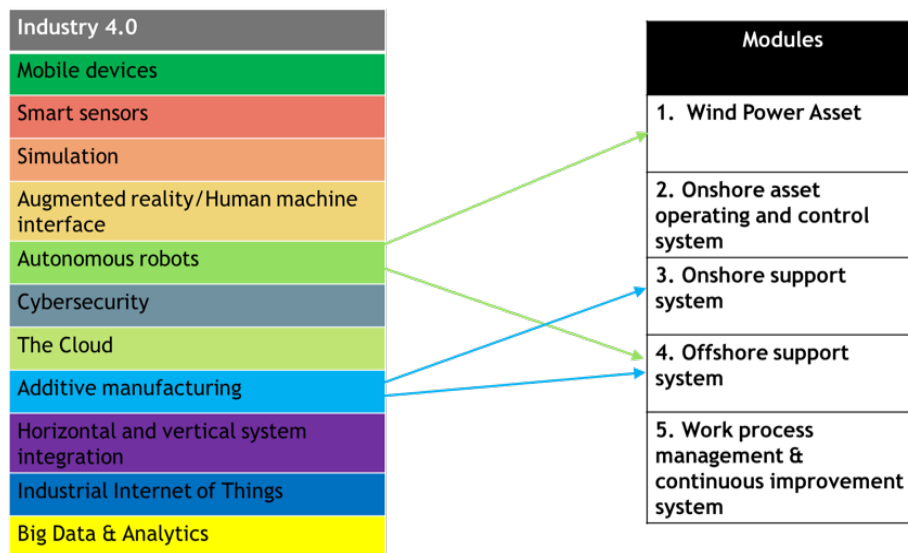 Industry 4.0
Mobile devices
Smart sensors
Simulation
Augmented reality/Human machine
interface
Autonomous robots
Cybersecurity
The Cloud
Additive manufacturing
Horizontal and vertical system
integration
Industrial Internet of Things
Big Data & Analytics
Modules
1. Wind Power Asset
2. Onshore asset
operating and control
system
3. Onshore support
system
4. Offshore support
system
5. Work process
management &
continuous improvement
system